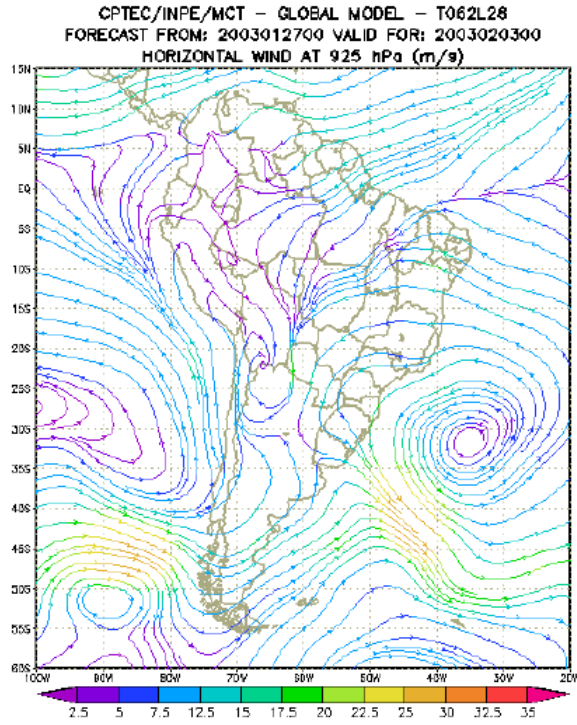 CPTEC/INPE/MCT - GLOBAL MODEL - T062L28
FORECAST FROM: 2003012700 VALID FOR: 2003020300
HORIZONTAL WIND AT 925 hPa (m/s)
15N
10N
5N
EQ
5S
10S
15S
20S
25S
30S
35S
40S
45S
50S
55S
60S
100W 90W 80W 70W 60W 50W 40W 30W 20W
2.5 5 7.5 12.5 15 17.5 20 22.5 25 30 32.5 35